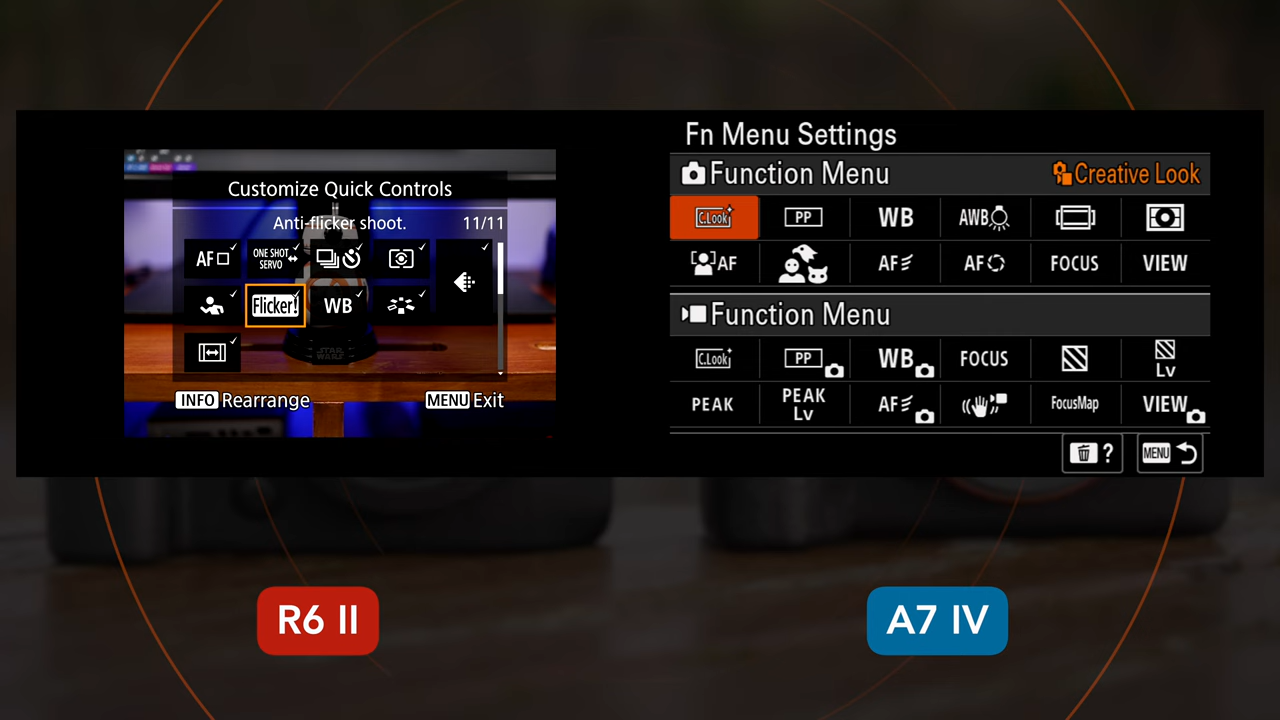 Customize Quick Controls
Anti-flicker shoot. 11/11
AF ONE SHOT SERVO
Flicker! WB
STAR WARS
INFO Rearrange MENU Exit
Fn Menu Settings
Function Menu Creative Look
C.Look PP WB AWB
AF AF AF FOCUS VIEW
Function Menu
C.Look PP WB FOCUS Lv
PEAK PEAK Lv AF FocusMap VIEW
? MENU
R6 II
A7 IV